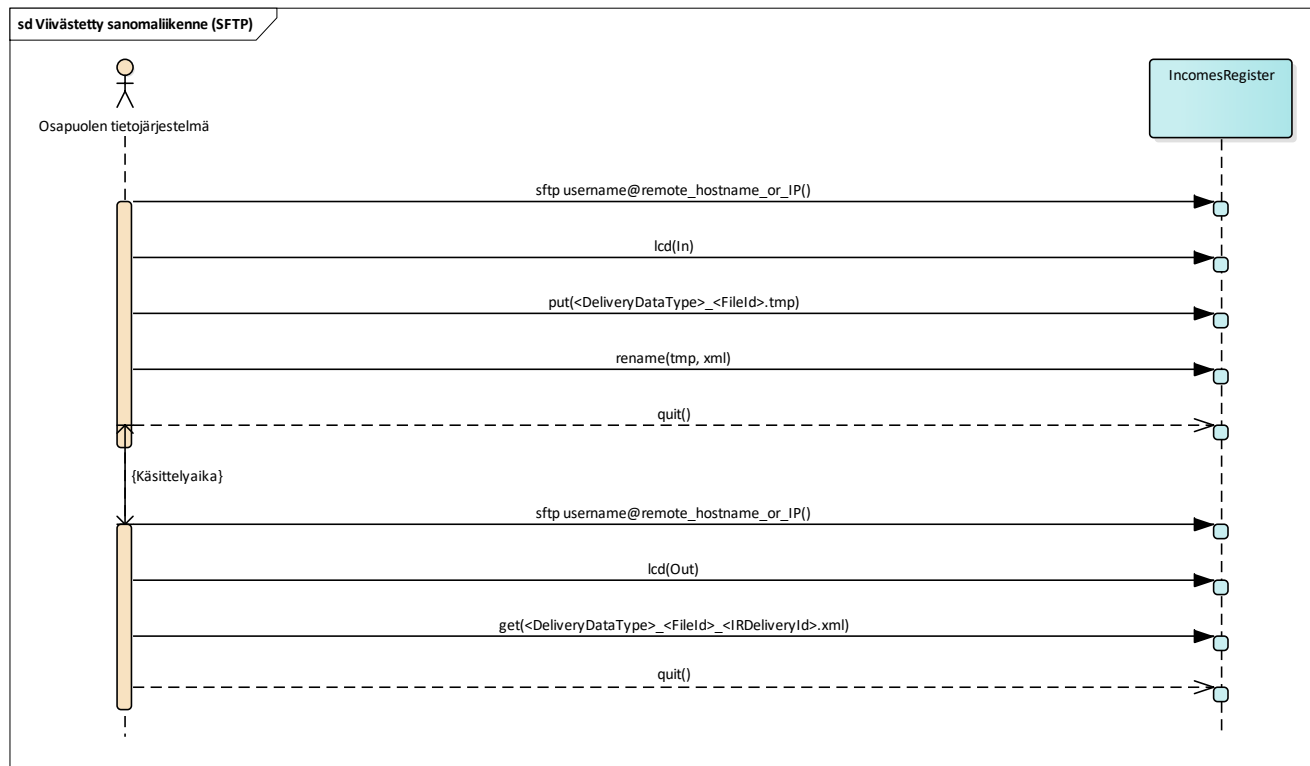 sd Viivästetty sanomaliikenne (SFTP)
IncomesRegister
Osapuolen tietojärjestelmä
sftp username@remote_hostname_or_IP()
lcd(In)
put(<DeliveryDataType>_<FileId>.tmp)
rename(tmp, xml)
quit()
{Käsittelyaika}
sftp username@remote_hostname_or_IP()
lcd(Out)
get(<DeliveryDataType>_<FileId>_<IRDeliveryId>.xml)
quit()